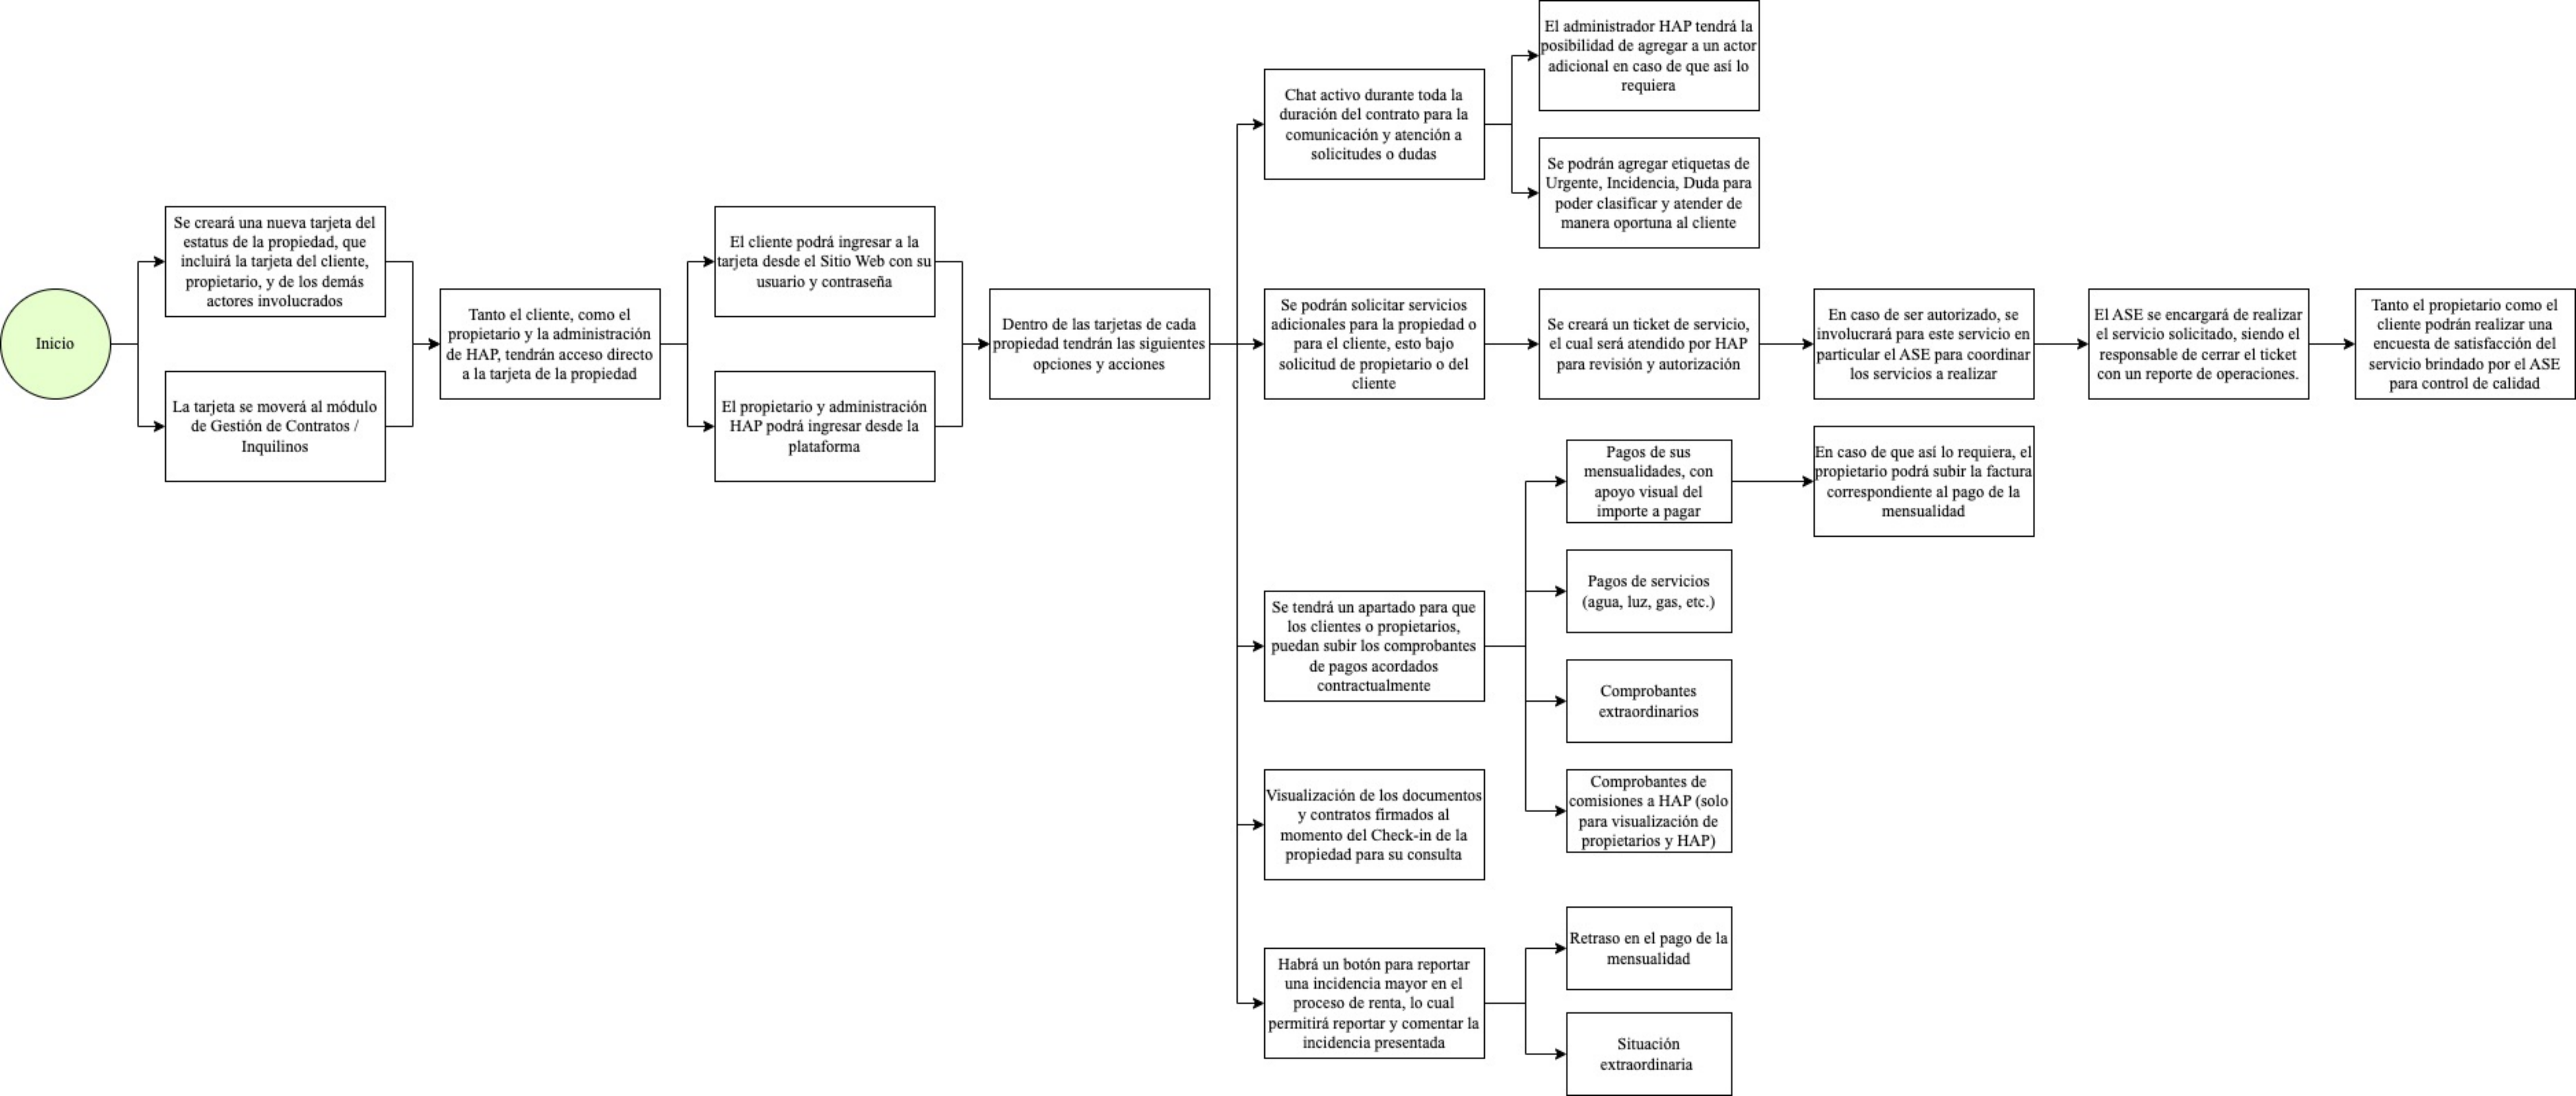 Inicio
Se creará una nueva tarjeta del
estatus de la propiedad, que
incluirá la tarjeta del cliente,
propietario, y de los demás
actores involucrados
La tarjeta se moverá al módulo
de Gestión de Contratos /
Inquilinos
Tanto el cliente, como el
propietario y la administración
de HAP, tendrán acceso directo
a la tarjeta de la propiedad
El cliente podrá ingresar a la
tarjeta desde el Sitio Web con su
usuario y contraseña
El propietario y administración
HAP podrá ingresar desde la
plataforma
Dentro de las tarjetas de cada
propiedad tendrán las siguientes
opciones y acciones
Chat activo durante toda la
duración del contrato para la
comunicación y atención a
solicitudes o dudas
El administrador HAP tendrá la
posibilidad de agregar a un actor
adicional en caso de que así lo
requiera
Se podrán agregar etiquetas de
Urgente, Incidencia, Duda para
poder clasificar y atender de
manera oportuna al cliente
Se podrán solicitar servicios
adicionales para la propiedad o
para el cliente, esto bajo
solicitud de propietario o del
cliente
Se creará un ticket de servicio,
el cual será atendido por HAP
para revisión y autorización
En caso de ser autorizado, se
involucrará para este servicio en
particular el ASE para coordinar
los servicios a realizar
El ASE se encargará de realizar
el servicio solicitado, siendo el
responsable de cerrar el ticket
con un reporte de operaciones.
Tanto el propietario como el
cliente podrán realizar una
encuesta de satisfacción del
servicio brindado por el ASE
para control de calidad
Se tendrá un apartado para que
los clientes o propietarios,
puedan subir los comprobantes
de pagos acordados
contractualmente
Pagos de sus
mensualidades, con
apoyo visual del
importe a pagar
En caso de que así lo requiera, el
propietario podrá subir la factura
correspondiente al pago de la
mensualidad
Pagos de servicios
(agua, luz, gas, etc.)
Comprobantes
extraordinarios
Comprobantes de
comisiones a HAP (solo
para visualización de
propietarios y HAP)
Visualización de los documentos
y contratos firmados al
momento del Check-in de la
propiedad para su consulta
Habrá un botón para reportar
una incidencia mayor en el
proceso de renta, lo cual
permitirá reportar y comentar la
incidencia presentada
Retraso en el pago de la
mensualidad
Situación
extraordinaria